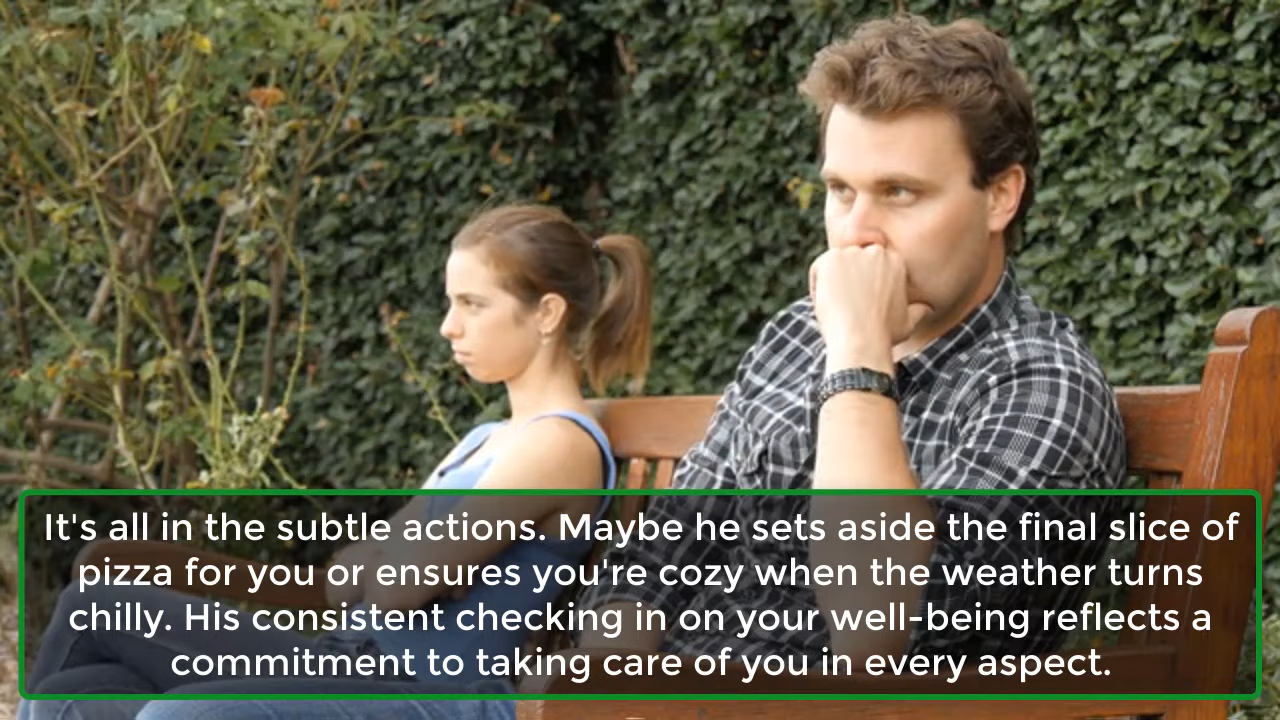 It's all in the subtle actions. Maybe he sets aside the final slice of
pizza for you or ensures you're cozy when the weather turns
chilly. His consistent checking in on your well-being reflects a
commitment to taking care of you in every aspect.